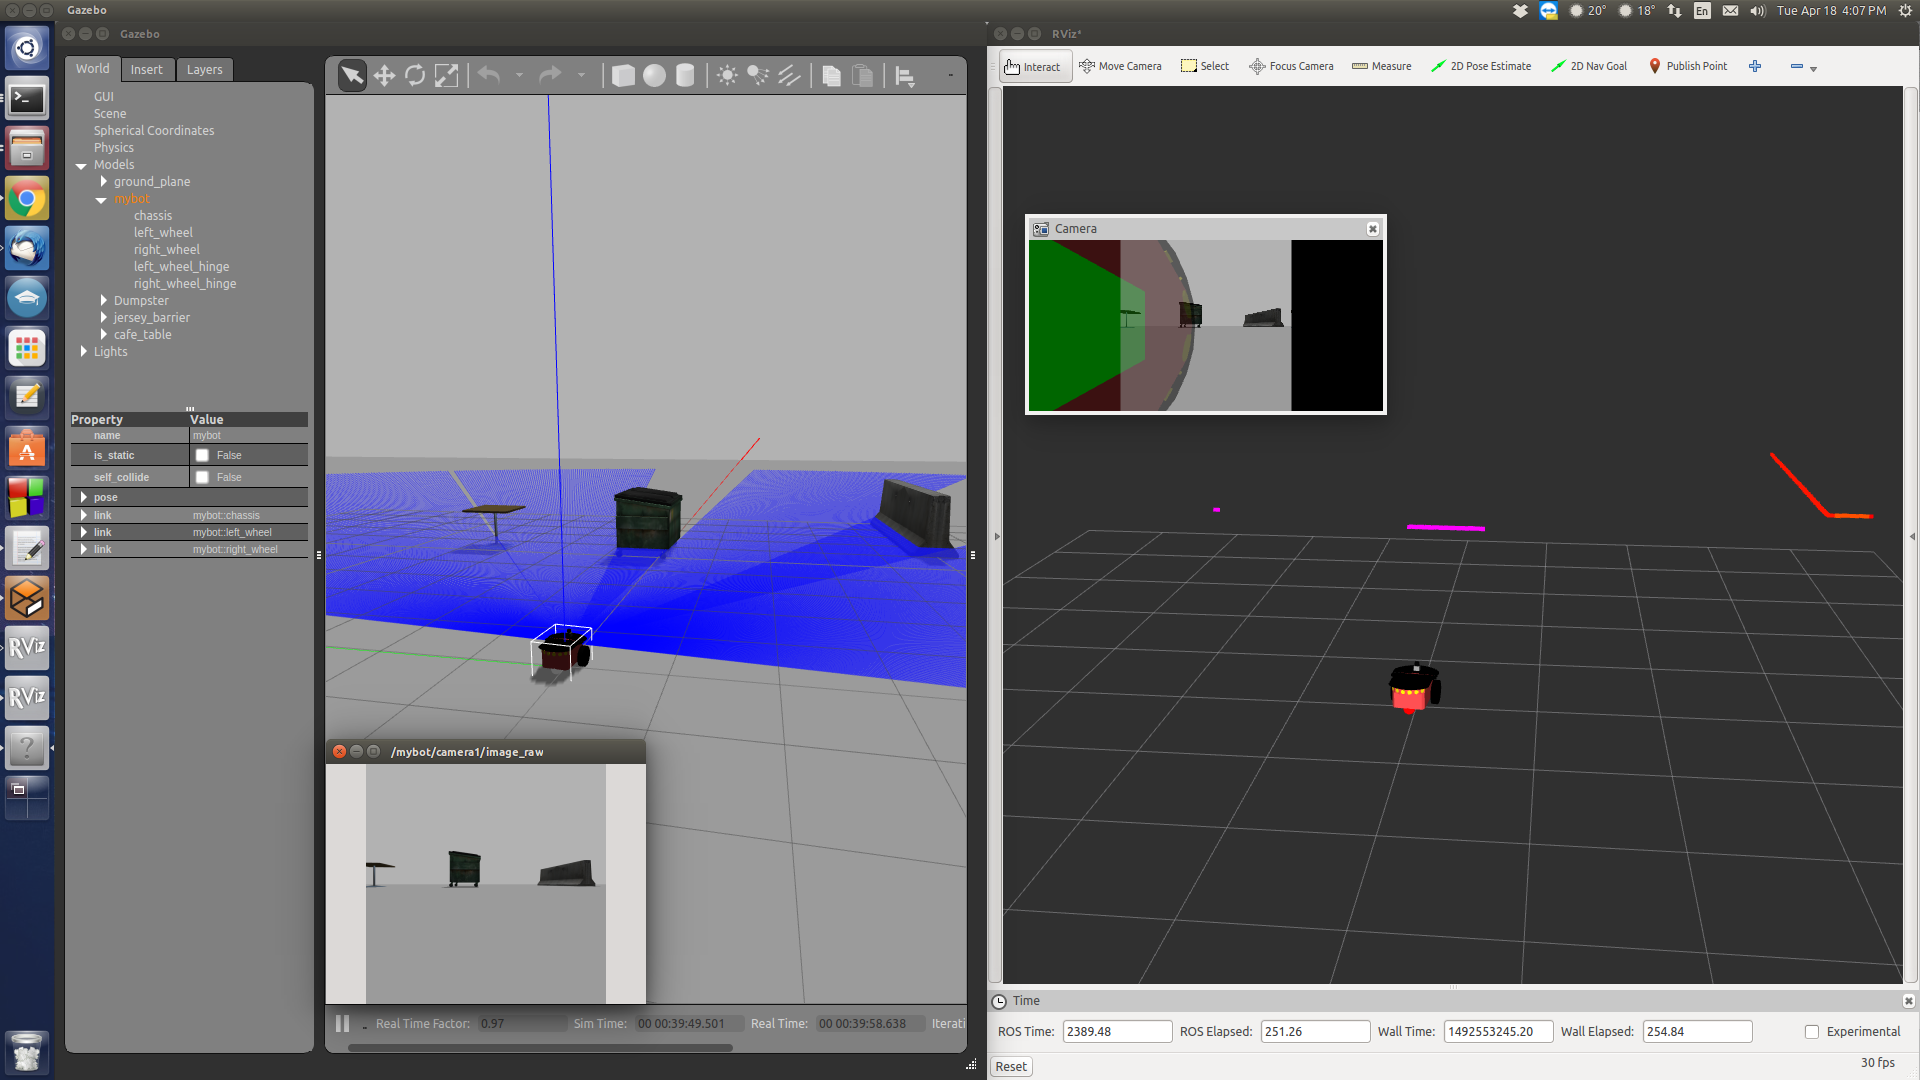 Gazebo
20°
18°
En
Tue Apr 18 4:07 PM
Gazebo
World Insert Layers
GUI
Scene
Spherical Coordinates
Physics
Models
ground_plane
mybot
chassis
left_wheel
right_wheel
left_wheel_hinge
right_wheel_hinge
Dumpster
jersey_barrier
cafe_table
Lights
Property Value
name mybot
is_static False
self_collide False
pose
link mybot::chassis
link mybot::left_wheel
link mybot::right_wheel
/mybot/camera1/image_raw
Real Time Factor: 0.97 Sim Time: 00 00:39:49.501 Real Time: 00 00:39:58.638 Iterati
RViz*
Interact Move Camera Select Focus Camera Measure 2D Pose Estimate 2D Nav Goal Publish Point
Camera
Time
ROS Time: 2389.48 ROS Elapsed: 251.26 Wall Time: 1492553245.20 Wall Elapsed: 254.84 Experimental
Reset 30 fps
RViz
RViz